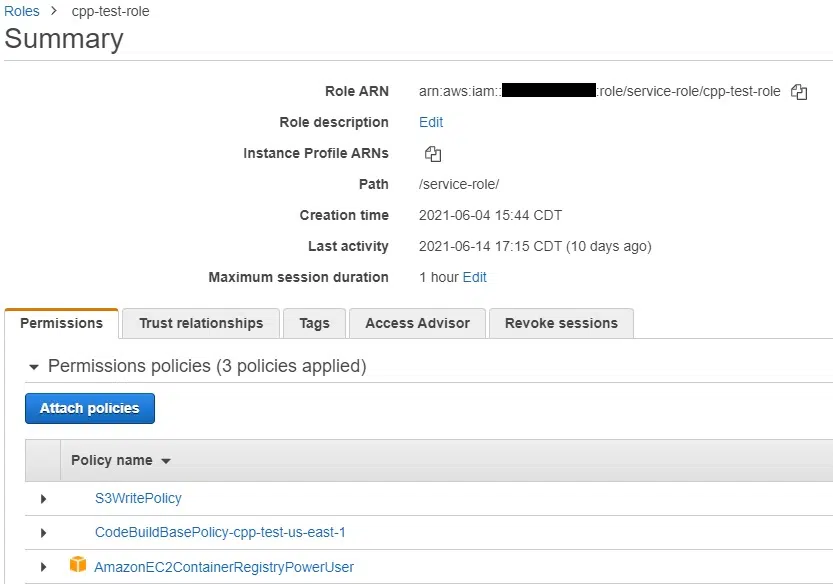 Roles > cpp-test-role
Summary
Role ARN arn:aws:iam:: :role/service-role/cpp-test-role
Role description Edit
Instance Profile ARNs
Path /service-role/
Creation time 2021-06-04 15:44 CDT
Last activity 2021-06-14 17:15 CDT (10 days ago)
Maximum session duration 1 hour Edit
Permissions Trust relationships Tags Access Advisor Revoke sessions
Permissions policies (3 policies applied)
Attach policies
Policy name
S3WritePolicy
CodeBuildBasePolicy-cpp-test-us-east-1
AmazonEC2ContainerRegistryPowerUser